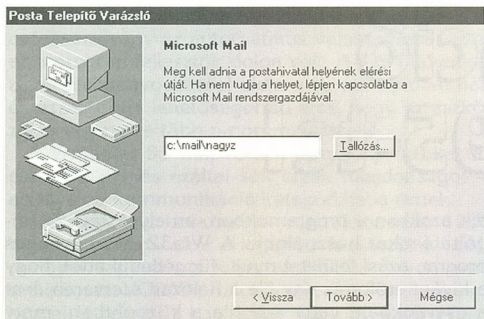 Posta Telepítő Varázsló
Microsoft Mail
Meg kell adnia a postahivatal helyének elérési
útját. Ha nem tudja a helyet, lépjen kapcsolatba a
Microsoft Mail rendszergazdájával.
c:\mail\nagyz
Tallózás...
< Vissza
Tovább >
Mégse